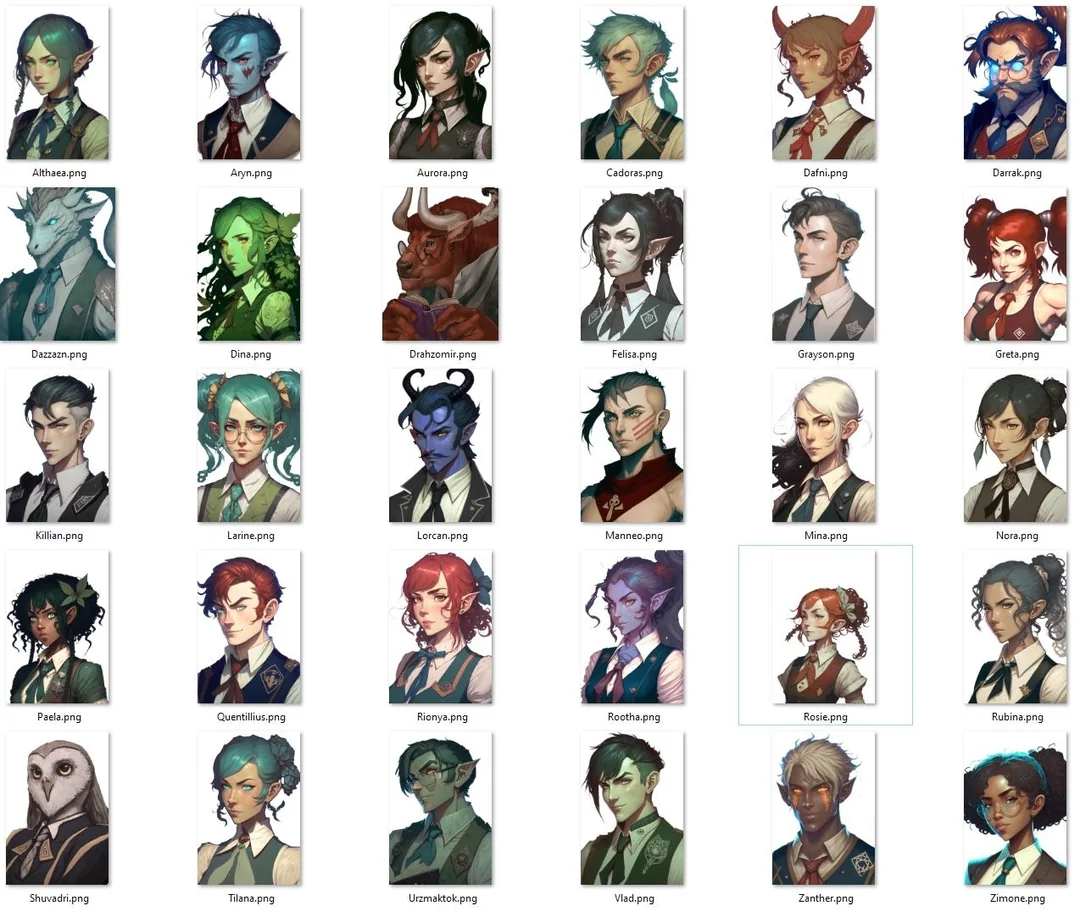 Althaea.png
Aryn.png
Aurora.png
Cadoras.png
Dafni.png
Darrak.png
Dazzazn.png
Dina.png
Drahzomir.png
Felisa.png
Grayson.png
Greta.png
Killian.png
Larine.png
Lorcan.png
Manneo.png
Mina.png
Nora.png
Paela.png
Quentillius.png
Rionya.png
Rootha.png
Rosie.png
Rubina.png
Shuvadri.png
Tilana.png
Urzmaktok.png
Vlad.png
Zanther.png
Zimone.png